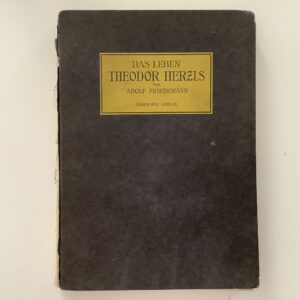 DAS LEBEN
THEODOR HERZLS
von
ADOLF FRIEDEMANN
JÜDISCHER VERLAG